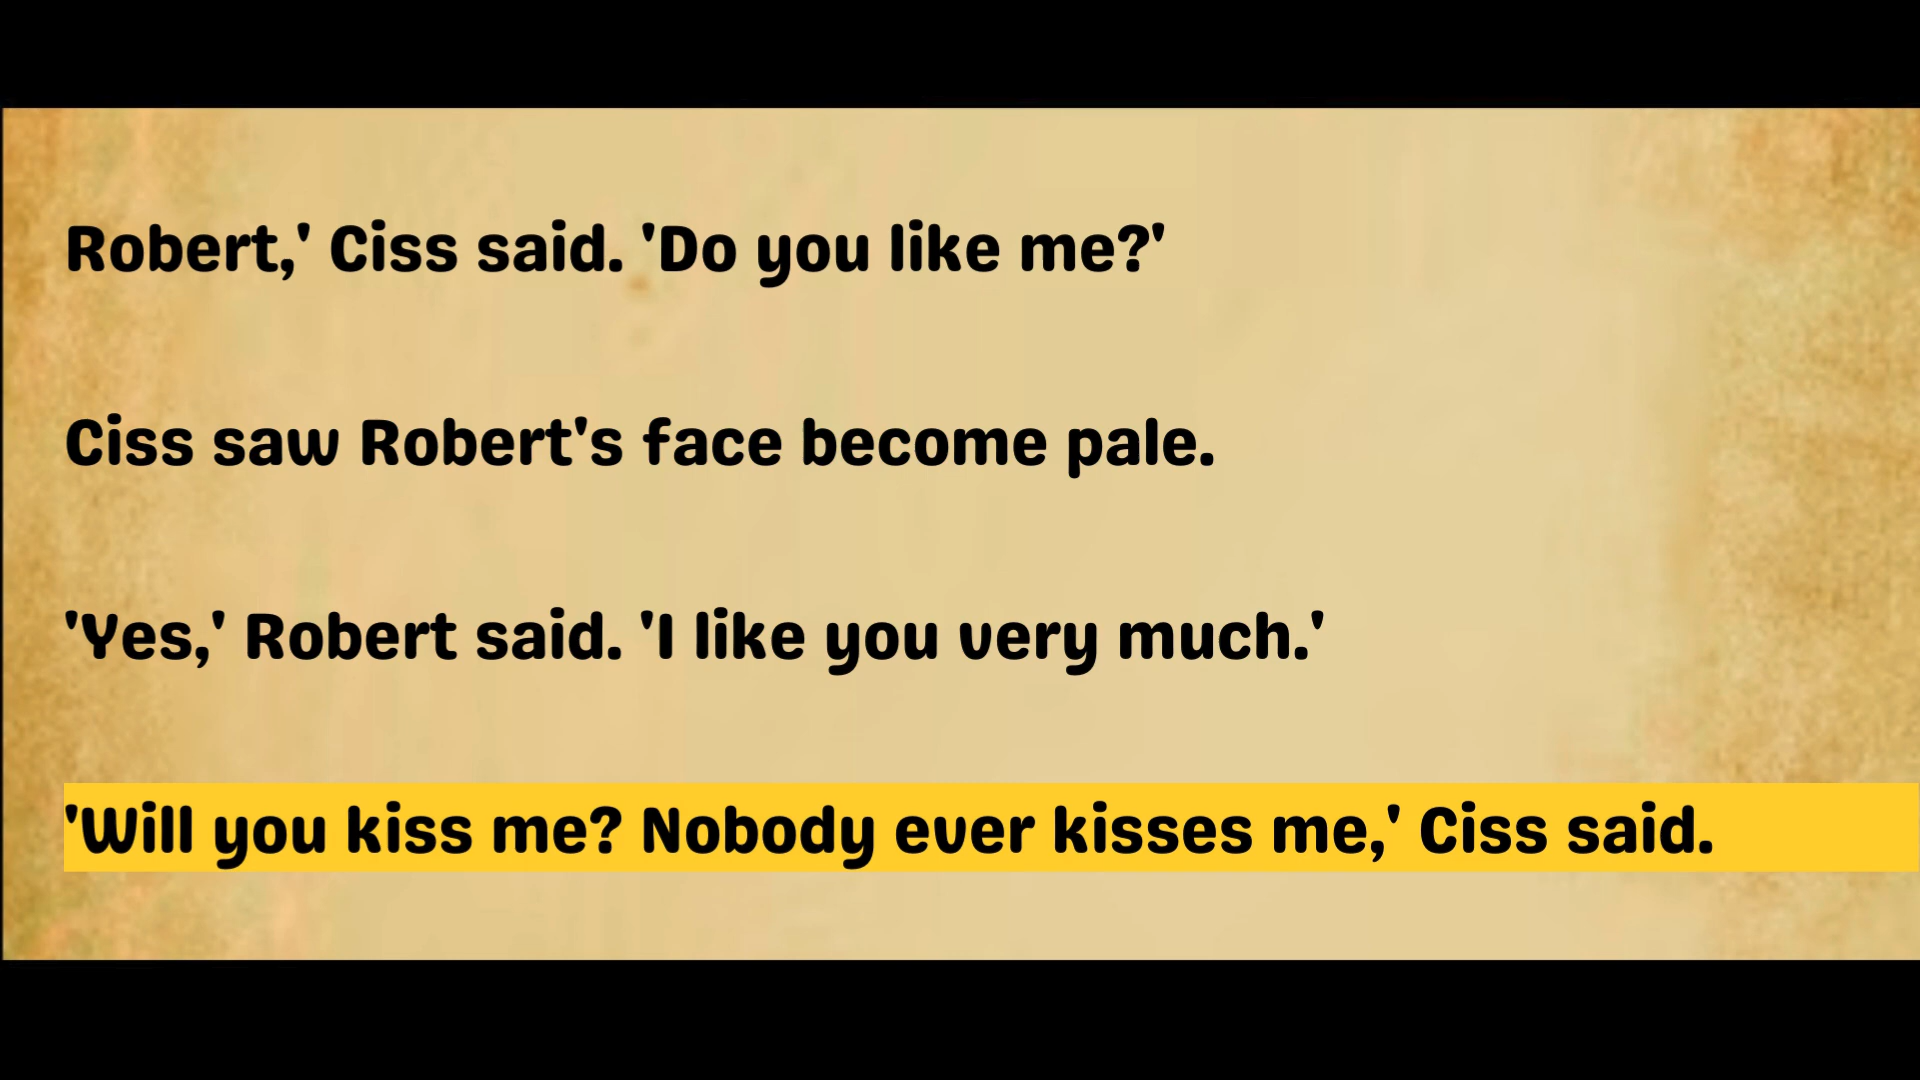 Robert,' Ciss said. 'Do you like me?'
Ciss saw Robert's face become pale.
'Yes,' Robert said. 'I like you very much.'
'Will you kiss me? Nobody ever kisses me,' Ciss said.